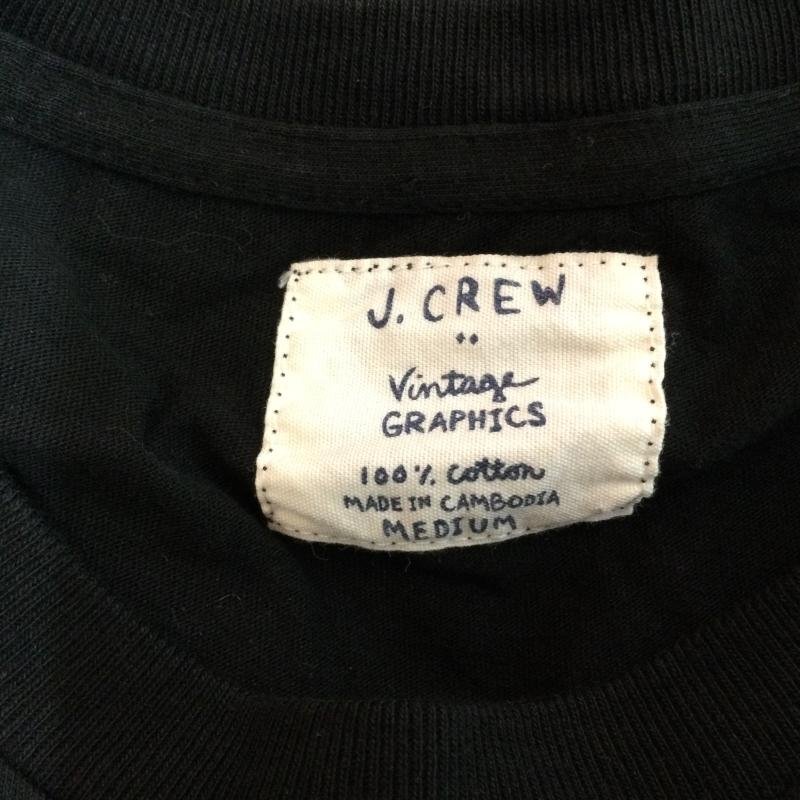 J. CREW
Vintage
GRAPHICS
100% cotton
MADE IN CAMBODIA
MEDIUM